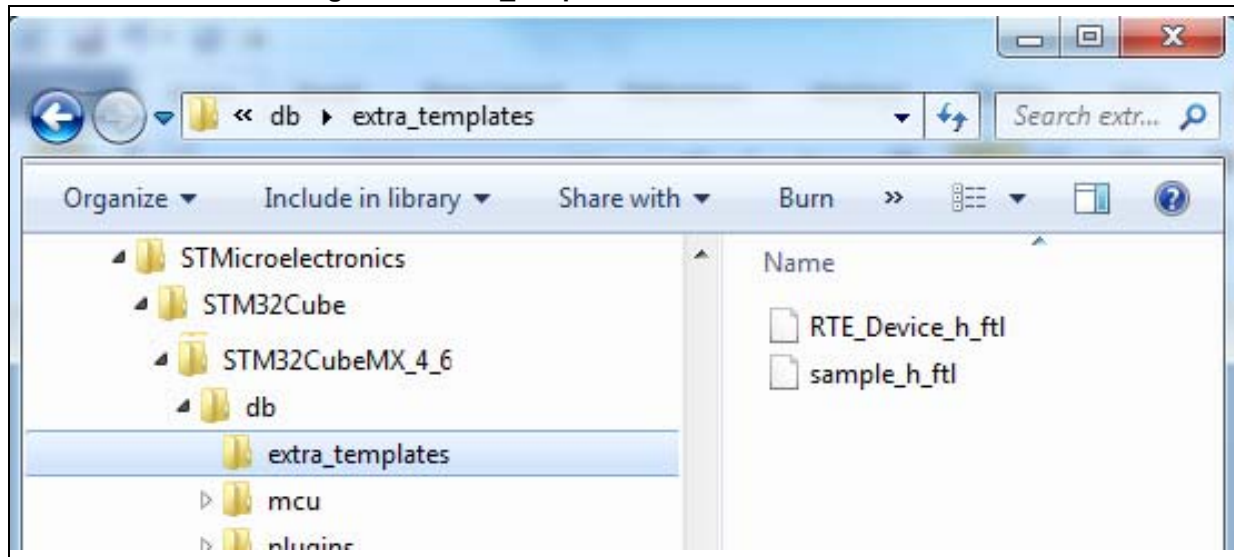 « db ▸ extra_templates
Search extr...
Organize Include in library Share with Burn »
STMicroelectronics
STM32Cube
STM32CubeMX_4_6
db
extra_templates
mcu
plugins
Name
RTE_Device_h_ftl
sample_h_ftl